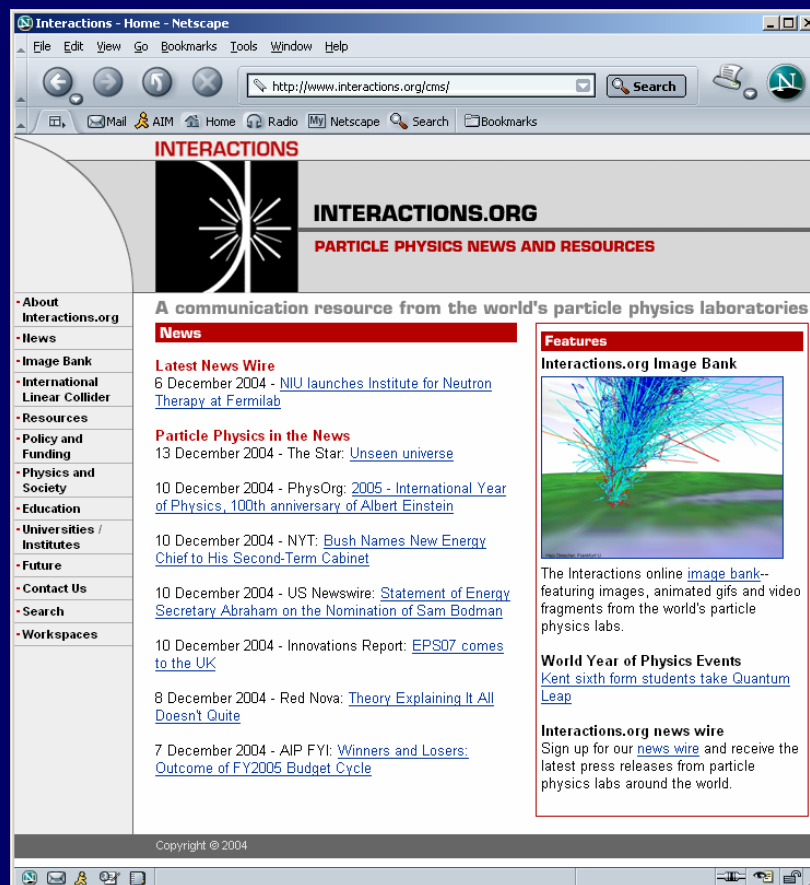 Interactions - Home - Netscape
File Edit View Go Bookmarks Tools Window Help
http://www.interactions.org/cms/
Search
N
Mail AIM Home Radio My Netscape Search Bookmarks
INTERACTIONS
INTERACTIONS.ORG
PARTICLE PHYSICS NEWS AND RESOURCES
- About
Interactions.org
- News
- Image Bank
- International
Linear Collider
- Resources
- Policy and
Funding
- Physics and
Society
- Education
- Universities /
Institutes
- Future
- Contact Us
- Search
- Workspaces
A communication resource from the world's particle physics laboratories
News
Latest News Wire
6 December 2004 - NIU launches Institute for Neutron
Therapy at Fermilab
Particle Physics in the News
13 December 2004 - The Star: Unseen universe
10 December 2004 - PhysOrg: 2005 - International Year
of Physics, 100th anniversary of Albert Einstein
10 December 2004 - NYT: Bush Names New Energy
Chief to His Second-Term Cabinet
10 December 2004 - US Newswire: Statement of Energy
Secretary Abraham on the Nomination of Sam Bodman
10 December 2004 - Innovations Report: EPS07 comes
to the UK
8 December 2004 - Red Nova: Theory Explaining It All
Doesn't Quite
7 December 2004 - AIP FYI: Winners and Losers:
Outcome of FY2005 Budget Cycle
Features
Interactions.org Image Bank
The Interactions online image bank--
featuring images, animated gifs and video
fragments from the world's particle
physics labs.
World Year of Physics Events
Kent sixth form students take Quantum
Leap
Interactions.org news wire
Sign up for our news wire and receive the
latest press releases from particle
physics labs around the world.
Copyright © 2004